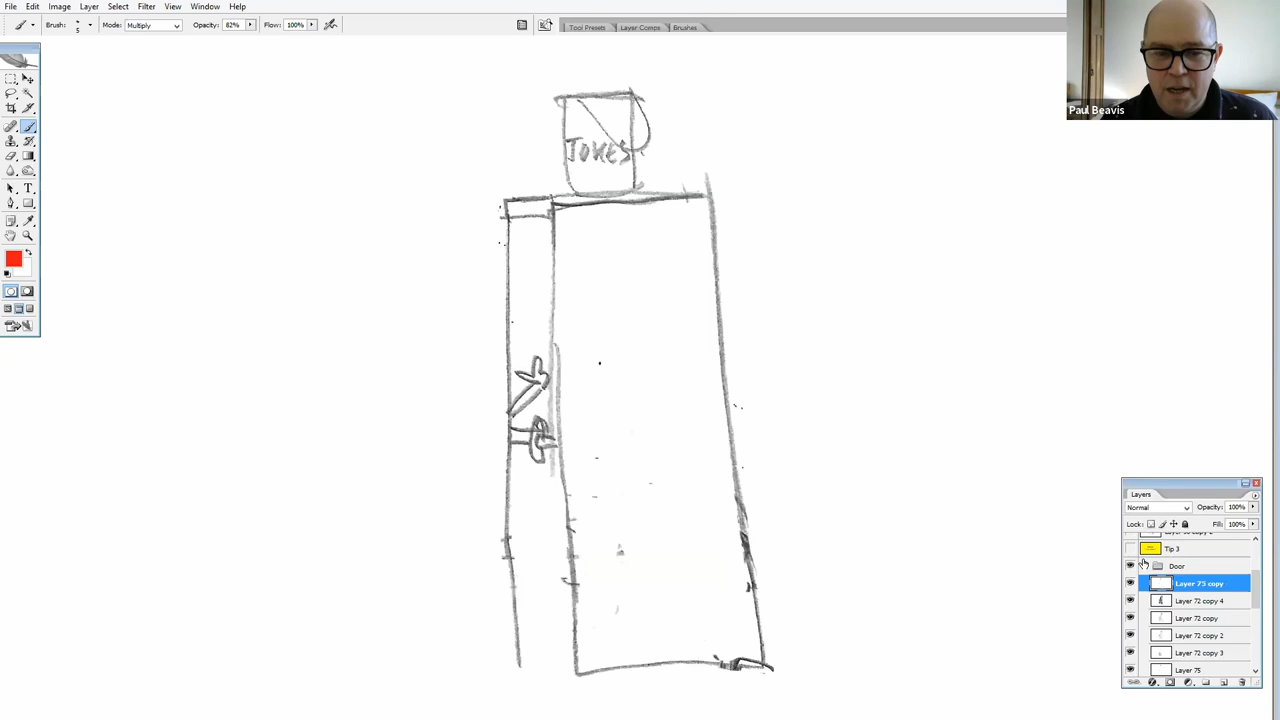 File Edit Image Layer Select Filter View Window Help
Brush: 5 Mode: Multiply Opacity: 62% Flow: 100% Tool Presets Layer Comps Brushes
Paul Beavis
JOKES
Layers
Normal Opacity: 100%
Lock: Fill: 100%
Tip 3
Door
Layer 75 copy
Layer 72 copy 4
Layer 72 copy
Layer 72 copy 2
Layer 72 copy 3
Layer 75